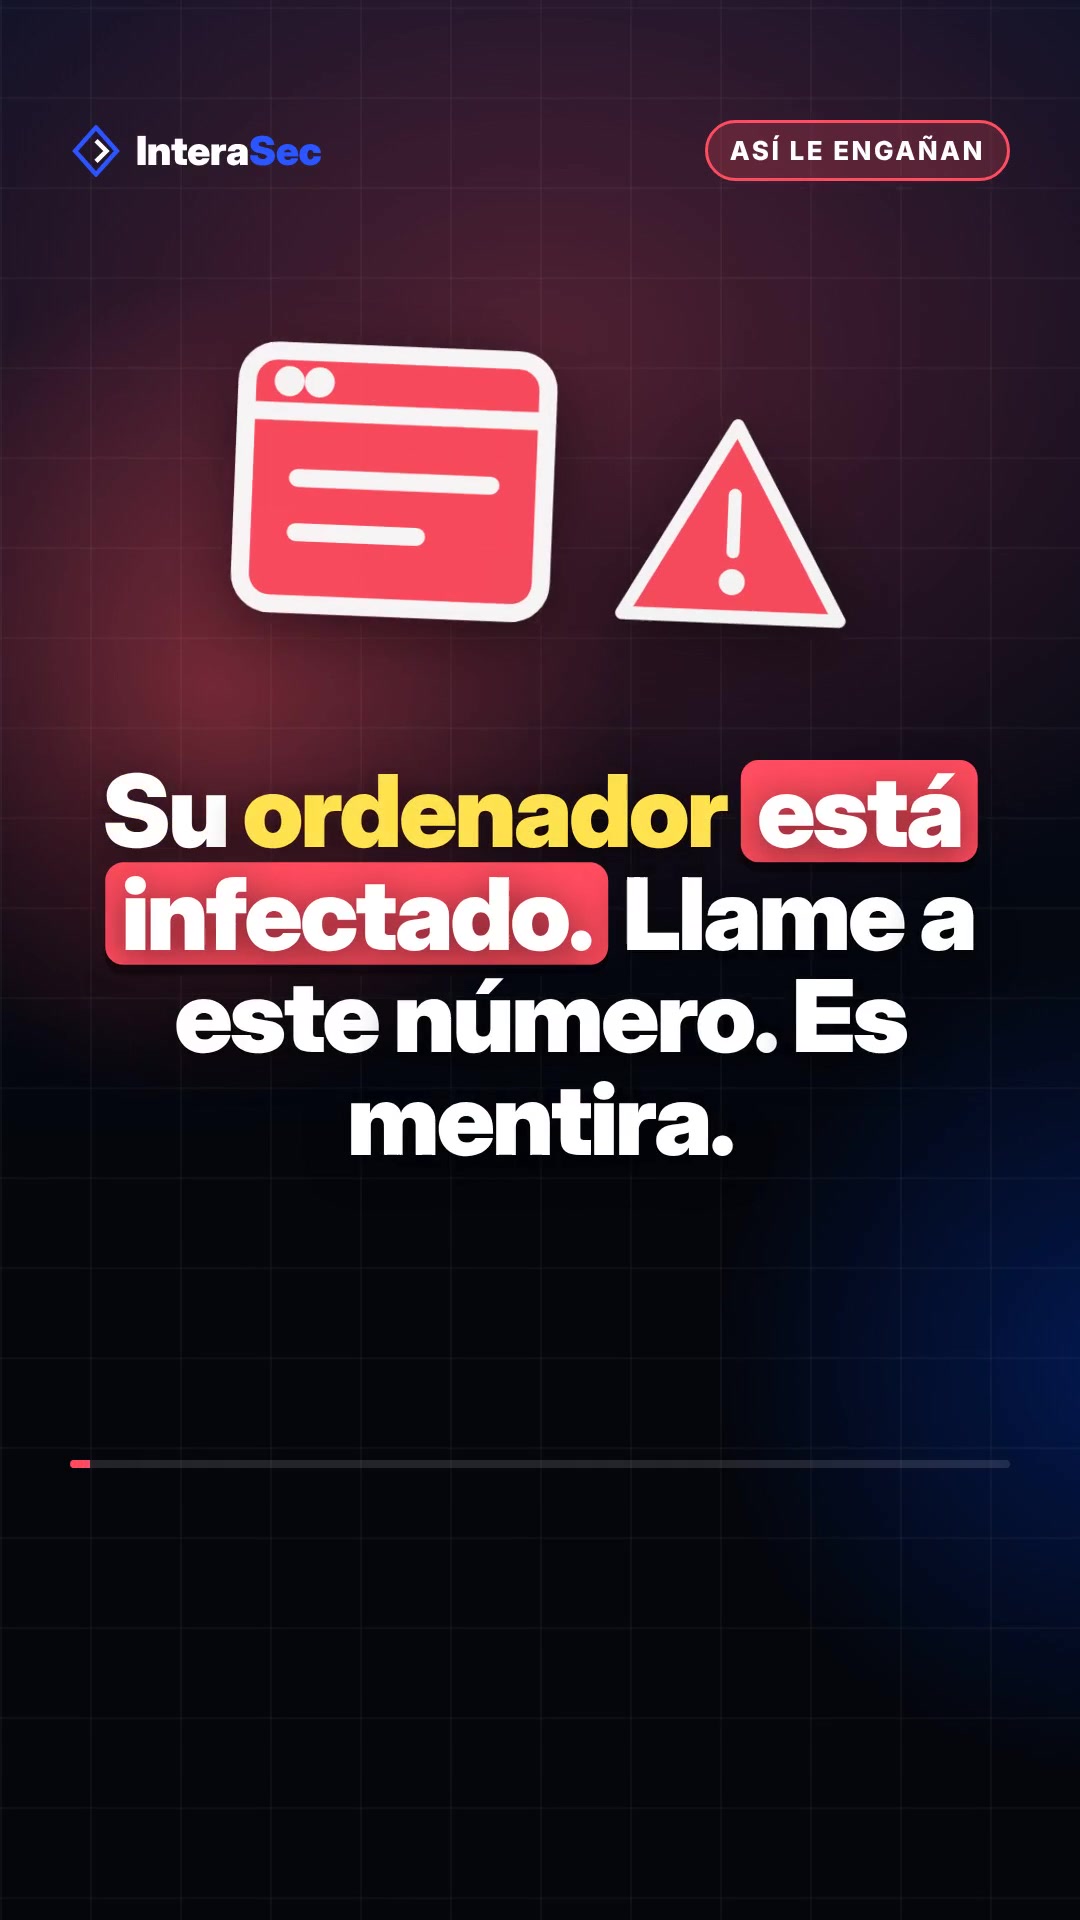 InteraSec
ASÍ LE ENGAÑAN
Su ordenador está
infectado. Llame a
este número. Es
mentira.